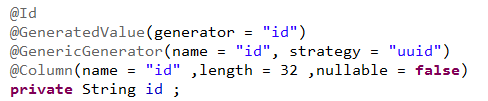 @Id
@GeneratedValue(generator = "id")
@GenericGenerator(name = "id", strategy = "uuid")
@Column(name = "id" ,length = 32 ,nullable = false)
private String id ;